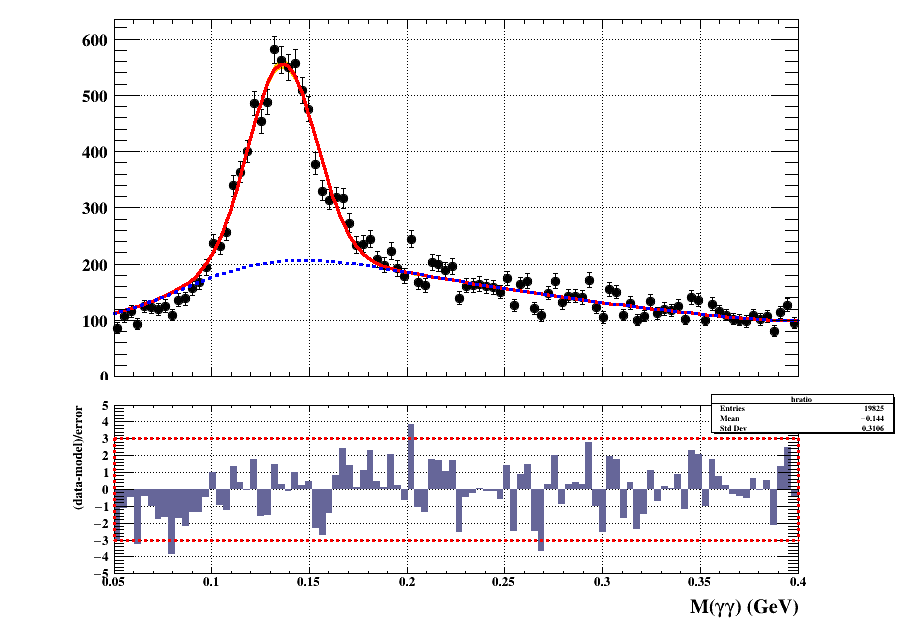 600
500
400
300
200
100
0
hratio
Entries 19825
Mean −0.144
Std Dev 0.3106
(data-model)/error
5
4
3
2
1
0
−1
−2
−3
−4
−5
0.05 0.1 0.15 0.2 0.25 0.3 0.35 0.4
M(γγ) (GeV)